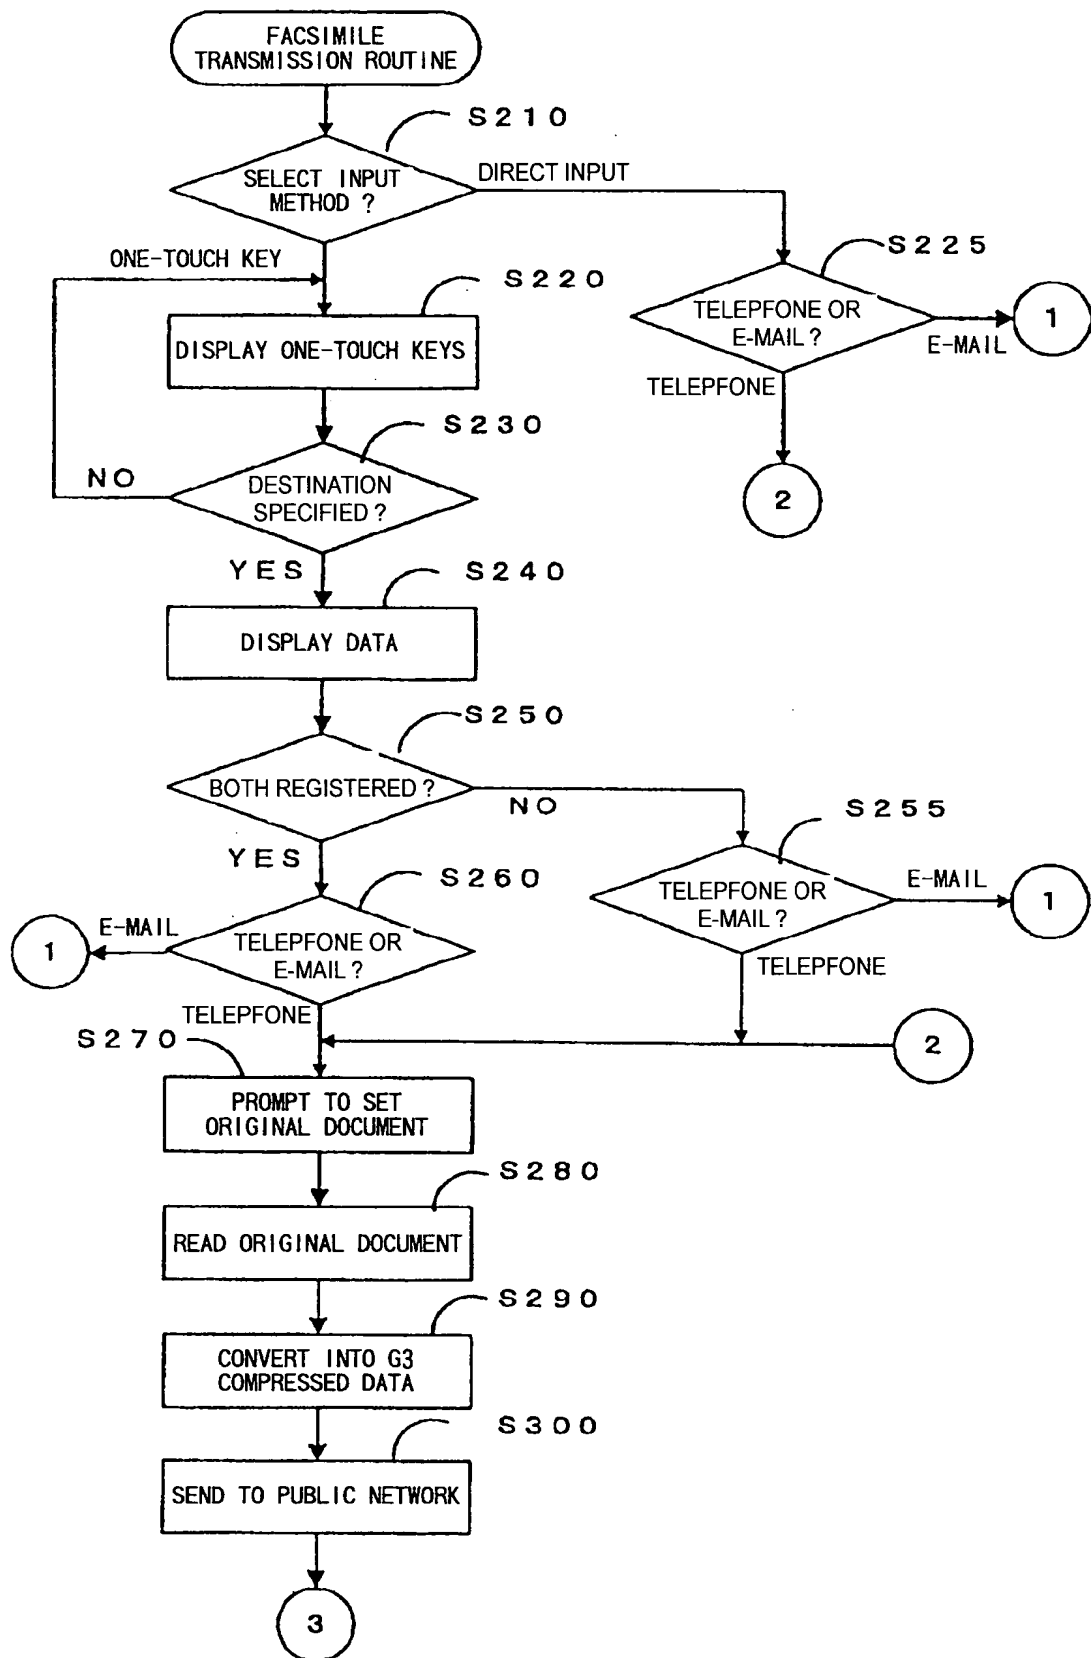 FACSIMILE
TRANSMISSION ROUTINE
S210
SELECT INPUT
METHOD ?
DIRECT INPUT
S225
TELEPFONE OR
E-MAIL ?
E-MAIL
1
TELEPFONE
2
ONE-TOUCH KEY
S220
DISPLAY ONE-TOUCH KEYS
S230
DESTINATION
SPECIFIED ?
NO
YES
S240
DISPLAY DATA
S250
BOTH REGISTERED ?
NO
YES
S255
TELEPFONE OR
E-MAIL ?
E-MAIL
1
TELEPFONE
S260
TELEPFONE OR
E-MAIL ?
E-MAIL
1
TELEPFONE
2
S270
PROMPT TO SET
ORIGINAL DOCUMENT
S280
READ ORIGINAL DOCUMENT
S290
CONVERT INTO G3
COMPRESSED DATA
S300
SEND TO PUBLIC NETWORK
3